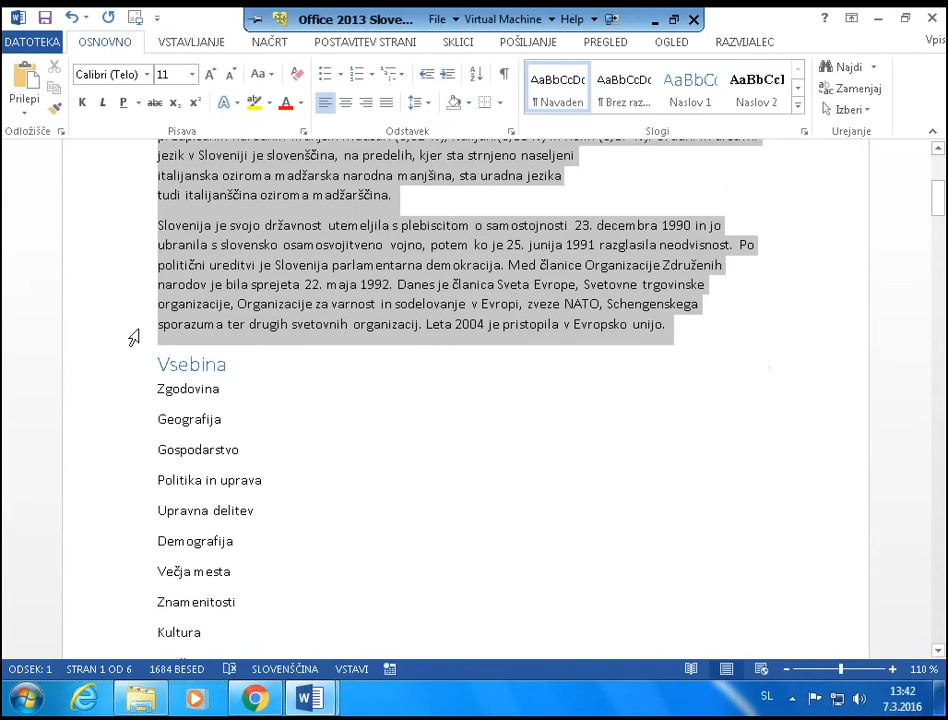 Office 2013 Slove...
File Virtual Machine Help
DATOTEKA OSNOVNO VSTAVLJANJE NAČRT POSTAVITEV STRANI SKLICI POŠILJANJE PREGLED OGLED RAZVIJALEC Vpis
Prilepi
Calibri (Telo) 11
AaBbCcDc AaBbCcDc AaBbCc AaBbCcl
¶ Navaden ¶ Brez raz... Naslov 1 Naslov 2
Najdi
Zamenjaj
Izberi
Odložišče Pisava Odstavek Slogi Urejanje
jezik v Sloveniji je slovenščina, na predelih, kjer sta strnjeno naseljeni
italijanska oziroma madžarska narodna manjšina, sta uradna jezika
tudi italijanščina oziroma madžarščina.
Slovenija je svojo državnost utemeljila s plebiscitom o samostojnosti 23. decembra 1990 in jo
ubranila s slovensko osamosvojitveno vojno, potem ko je 25. junija 1991 razglasila neodvisnost. Po
politični ureditvi je Slovenija parlamentarna demokracija. Med članice Organizacije Združenih
narodov je bila sprejeta 22. maja 1992. Danes je članica Sveta Evrope, Svetovne trgovinske
organizacije, Organizacije za varnost in sodelovanje v Evropi, zveze NATO, Schengenskega
sporazuma ter drugih svetovnih organizacij. Leta 2004 je pristopila v Evropsko unijo.
Vsebina
Zgodovina
Geografija
Gospodarstvo
Politika in uprava
Upravna delitev
Demografija
Večja mesta
Znamenitosti
Kultura
ODSEK: 1 STRAN 1 OD 6 1684 BESED SLOVENŠČINA VSTAVI 110 %
SL 13:42
7.3.2016